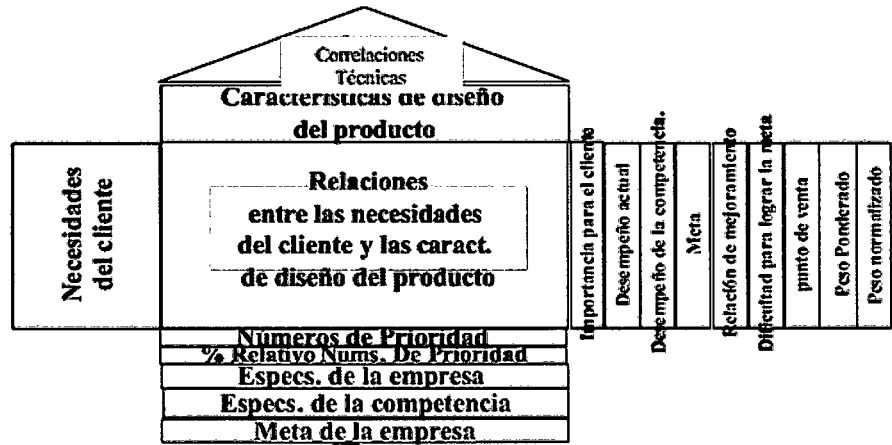 Correlaciones
Técnicas
Características de diseño
del producto
Necesidades
del cliente
Relaciones
entre las necesidades
del cliente y las caract.
de diseño del producto
Importancia para el cliente
Desempeño actual
Desempeño de la competencia.
Meta
Relación de mejoramiento
Dificultad para lograr la meta
punto de venta
Peso Ponderado
Peso normalizado
Números de Prioridad
% Relativo Nums. De Prioridad
Especs. de la empresa
Especs. de la competencia
Meta de la empresa